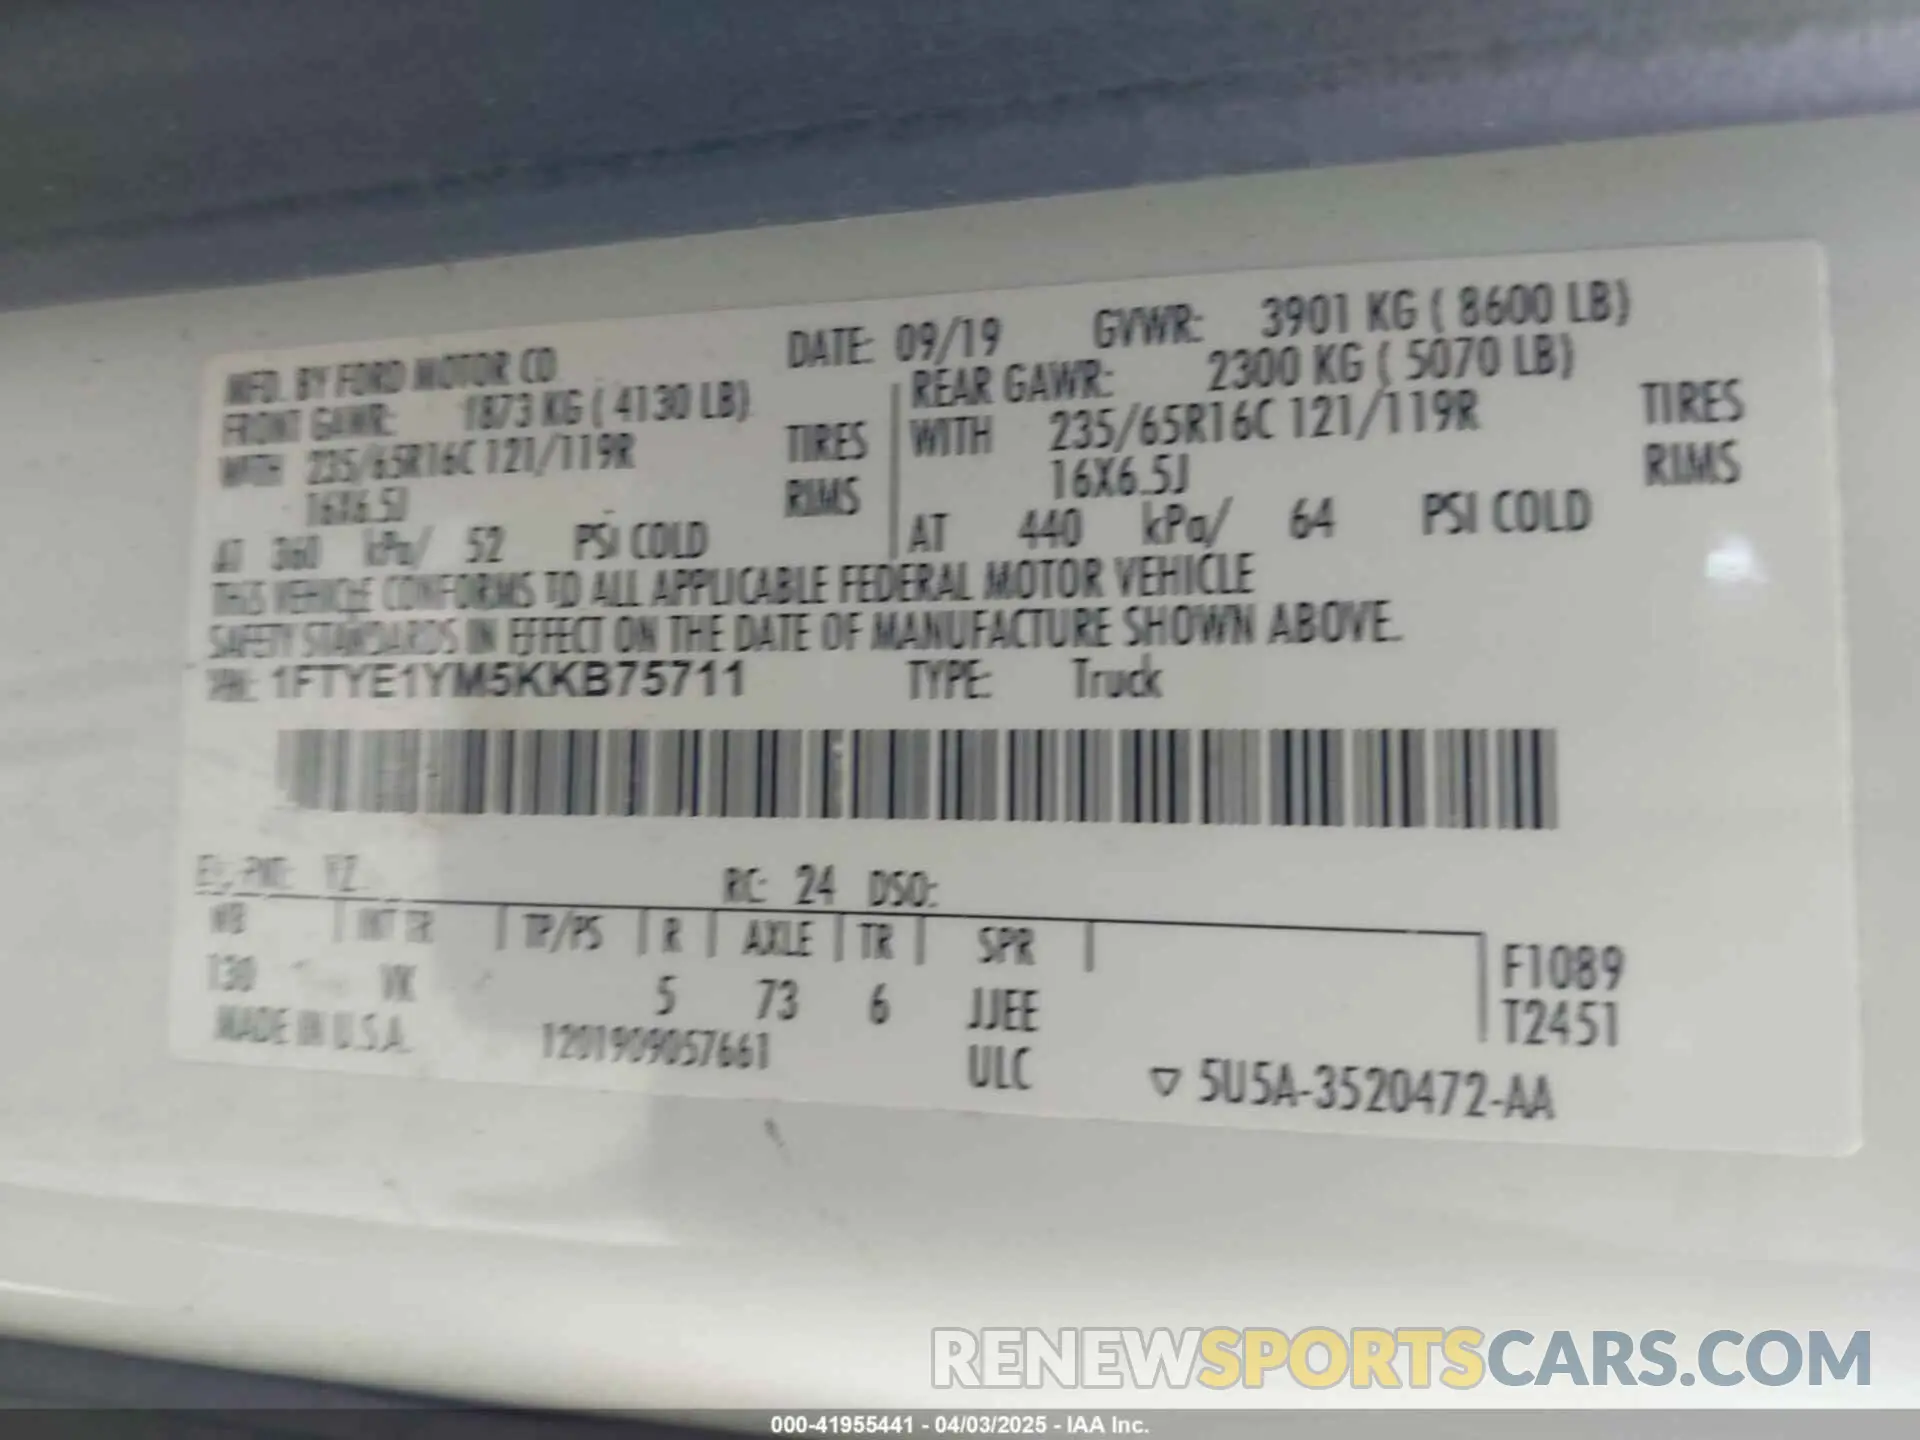 MFD. BY FORD MOTOR CO DATE: 09/19 GVWR: 3901 KG ( 8600 LB)
FRONT GAWR: 1873 KG ( 4130 LB) REAR GAWR: 2300 KG ( 5070 LB)
WITH 235/65R16C 121/119R TIRES WITH 235/65R16C 121/119R TIRES
16X6.5J RIMS 16X6.5J RIMS
AT 360 kPa/ 52 PSI COLD AT 440 kPa/ 64 PSI COLD
THIS VEHICLE CONFORMS TO ALL APPLICABLE FEDERAL MOTOR VEHICLE
SAFETY STANDARDS IN EFFECT ON THE DATE OF MANUFACTURE SHOWN ABOVE.
1FTYE1YM5KKB75711 TYPE: Truck
YZ RC: 24 DSO:
WB INT TR TP/PS R AXLE TR SPR
130 VK 5 73 6 JJEE F1089
ULC T2451
MADE IN U.S.A. 1201909057661 ▽ 5U5A-3520472-AA
RENEWSPORTSCARS.COM
000-41955441 - 04/03/2025 - IAA Inc.